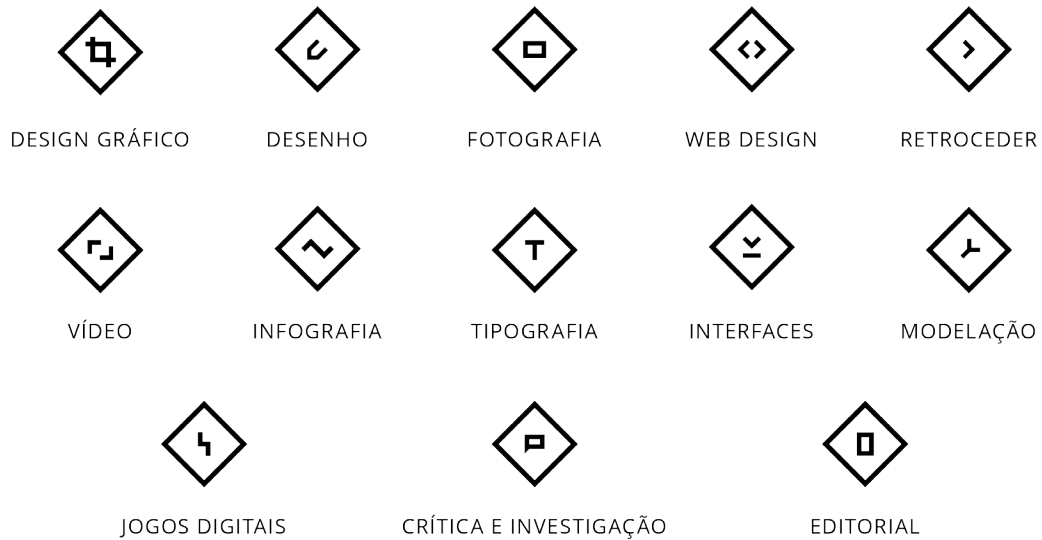 DESIGN GRÁFICO
DESENHO
FOTOGRAFIA
WEB DESIGN
RETROCEDER
VÍDEO
INFOGRAFIA
TIPOGRAFIA
INTERFACES
MODELAÇÃO
JOGOS DIGITAIS
CRÍTICA E INVESTIGAÇÃO
EDITORIAL